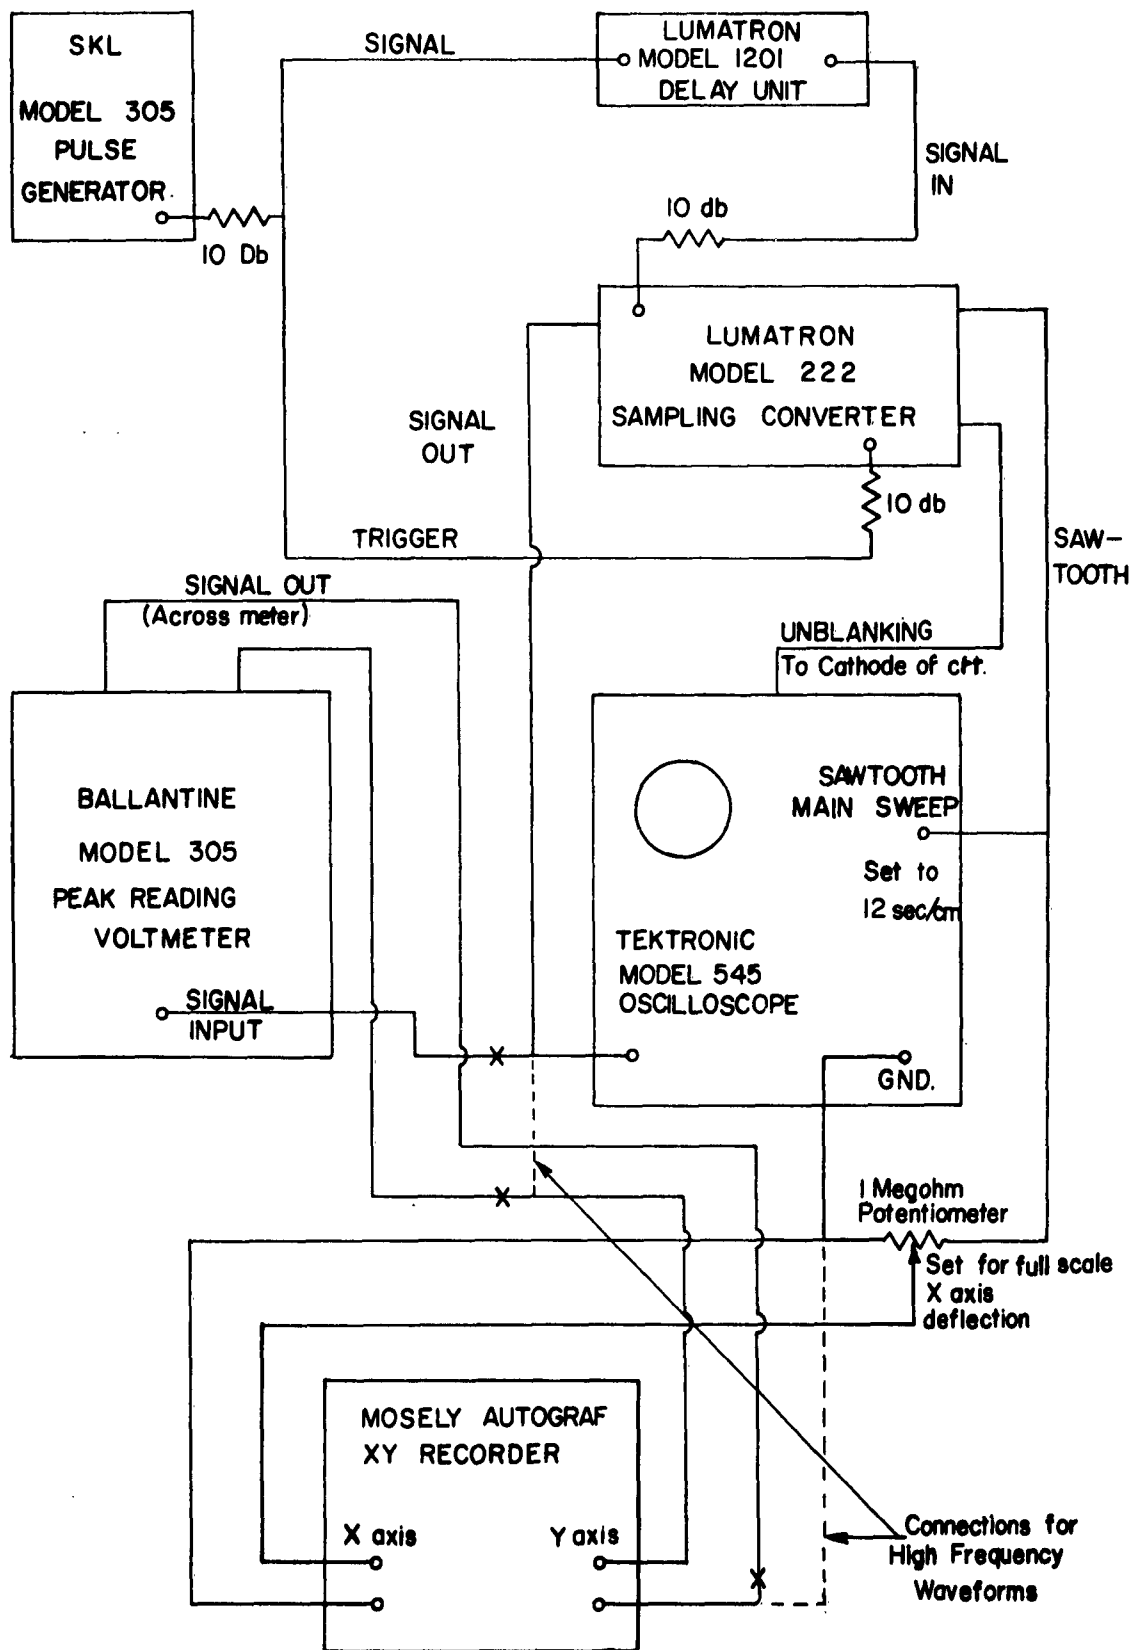 SKL
MODEL 305
PULSE
GENERATOR
10 Db
SIGNAL
LUMATRON
MODEL 1201
DELAY UNIT
SIGNAL
IN
10 db
LUMATRON
MODEL 222
SAMPLING CONVERTER
SIGNAL
OUT
10 db
TRIGGER
SAW-
TOOTH
SIGNAL OUT
(Across meter)
UNBLANKING
To Cathode of crt.
BALLANTINE
MODEL 305
PEAK READING
VOLTMETER
SIGNAL
INPUT
SAWTOOTH
MAIN SWEEP
Set to
12 sec/cm
TEKTRONIC
MODEL 545
OSCILLOSCOPE
GND.
1 Megohm
Potentiometer
Set for full scale
X axis
deflection
MOSELY AUTOGRAF
XY RECORDER
X axis
Y axis
Connections for
High Frequency
Waveforms